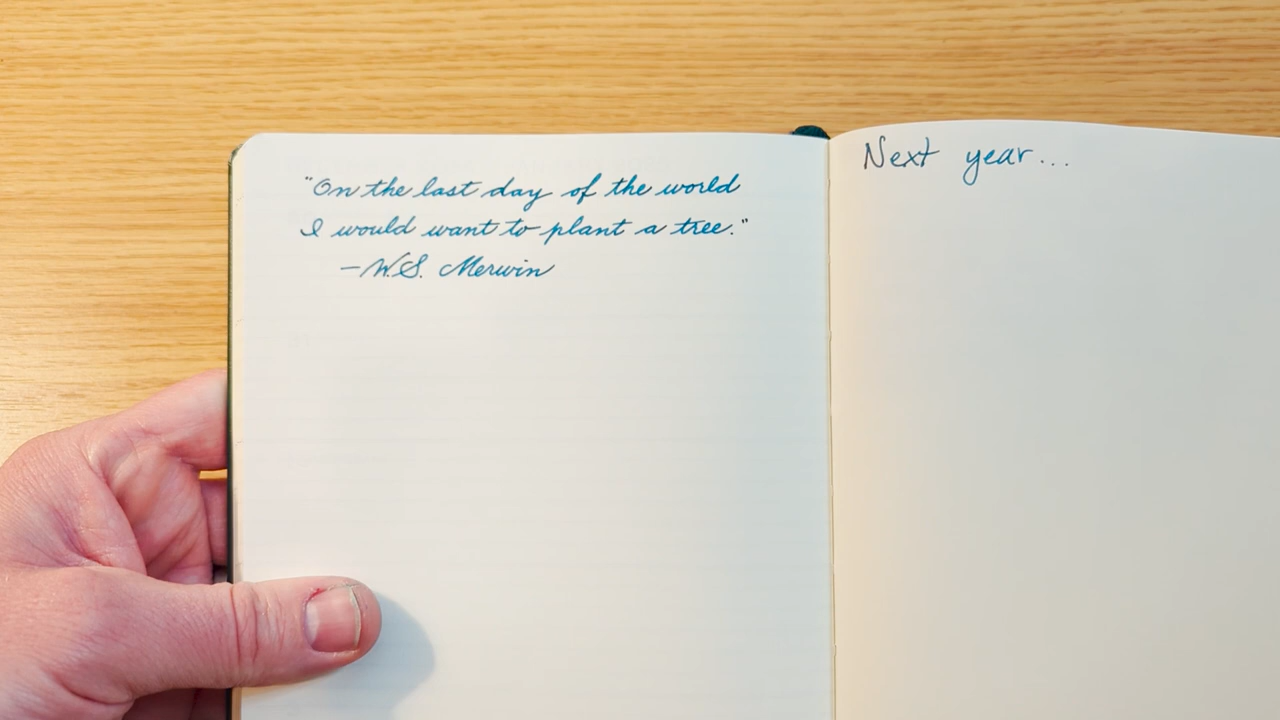 "On the last day of the world
I would want to plant a tree."
—W.S. Merwin
Next year...